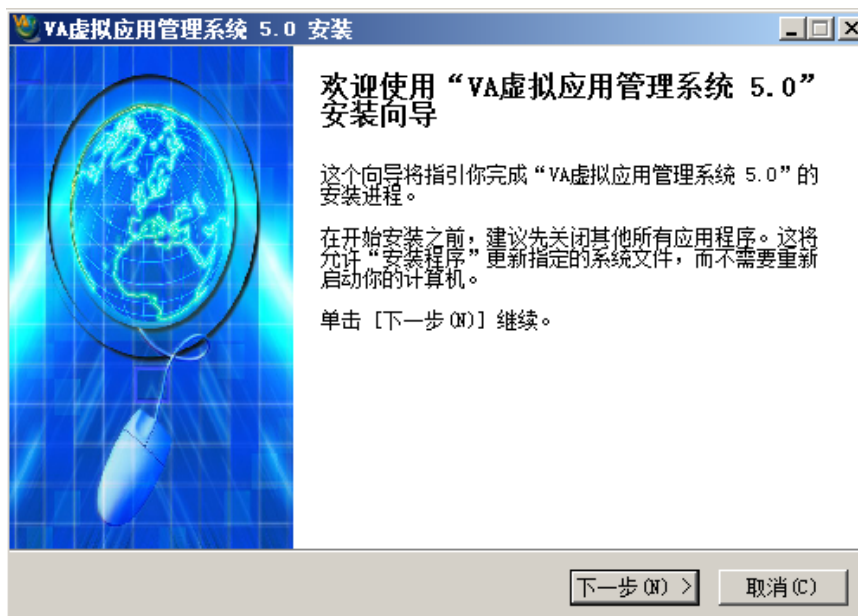 VA虚拟应用管理系统 5.0 安装
欢迎使用“VA虚拟应用管理系统 5.0”
安装向导
这个向导将指引你完成“VA虚拟应用管理系统 5.0”的
安装进程。
在开始安装之前，建议先关闭其他所有应用程序。这将
允许“安装程序”更新指定的系统文件，而不需要重新
启动你的计算机。
单击 [下一步(N)] 继续。
下一步(N) >
取消(C)